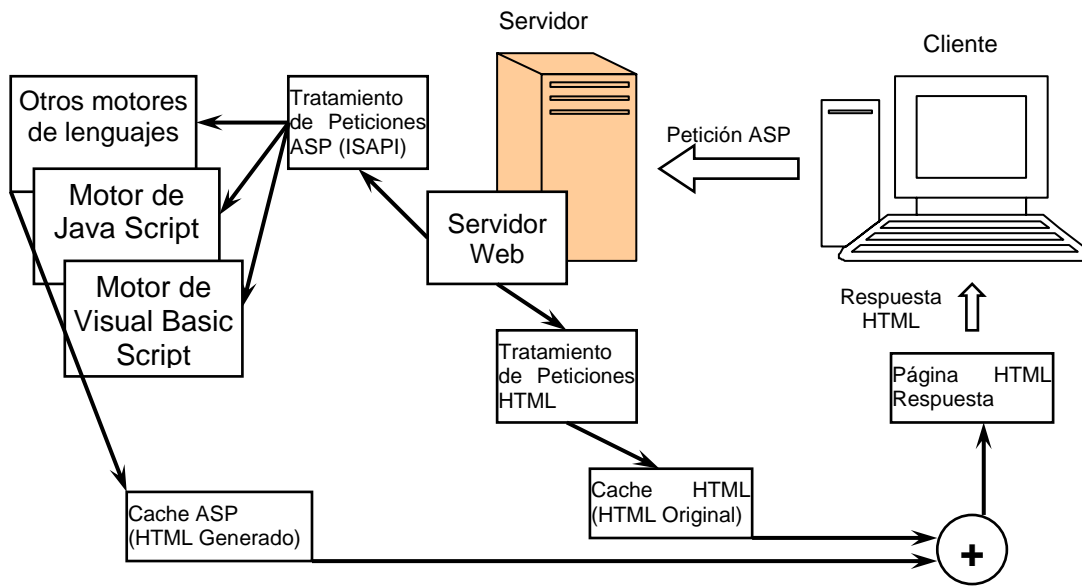 Servidor
Cliente
Otros motores
de lenguajes
Tratamiento
de Peticiones
ASP (ISAPI)
Petición ASP
Motor de
Java Script
Servidor
Web
Motor de
Visual Basic
Script
Respuesta
HTML
Tratamiento
de Peticiones
HTML
Página HTML
Respuesta
Cache HTML
(HTML Original)
Cache ASP
(HTML Generado)
+